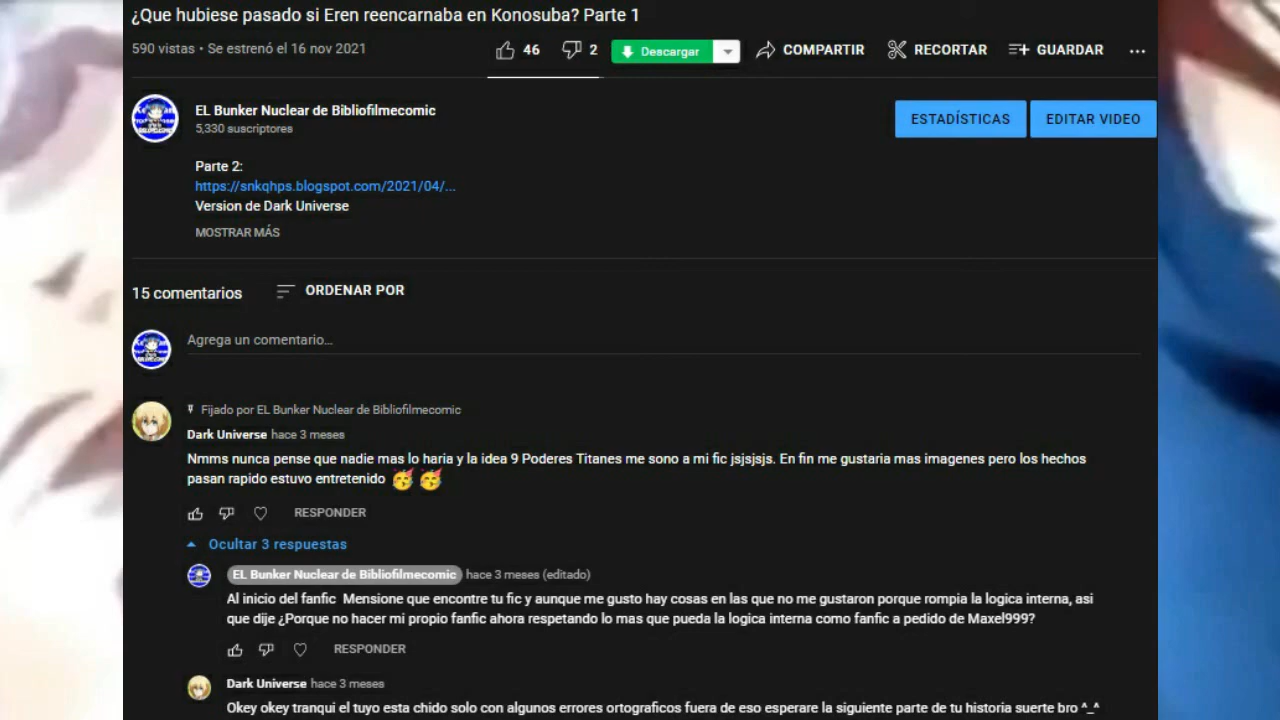 ¿Que hubiese pasado si Eren reencarnaba en Konosuba? Parte 1
590 vistas • Se estrenó el 16 nov 2021
46
2
Descargar
COMPARTIR
RECORTAR
GUARDAR
...
EL Bunker Nuclear de Bibliofilmecomic
5,330 suscriptores
ESTADÍSTICAS
EDITAR VIDEO
Parte 2:
https://snkqhps.blogspot.com/2021/04/...
Version de Dark Universe
MOSTRAR MÁS
15 comentarios
ORDENAR POR
Agrega un comentario...
Fijado por EL Bunker Nuclear de Bibliofilmecomic
Dark Universe hace 3 meses
Nmms nunca pense que nadie mas lo haria y la idea 9 Poderes Titanes me sono a mi fic jsjsjsjs. En fin me gustaria mas imagenes pero los hechos
pasan rapido estuvo entretenido 🥳 🥳
RESPONDER
Ocultar 3 respuestas
EL Bunker Nuclear de Bibliofilmecomic hace 3 meses (editado)
Al inicio del fanfic Mensione que encontre tu fic y aunque me gusto hay cosas en las que no me gustaron porque rompia la logica interna, asi
que dije ¿Porque no hacer mi propio fanfic ahora respetando lo mas que pueda la logica interna como fanfic a pedido de Maxel999?
RESPONDER
Dark Universe hace 3 meses
Okey okey tranqui el tuyo esta chido solo con algunos errores ortograficos fuera de eso esperare la siguiente parte de tu historia suerte bro ^_^